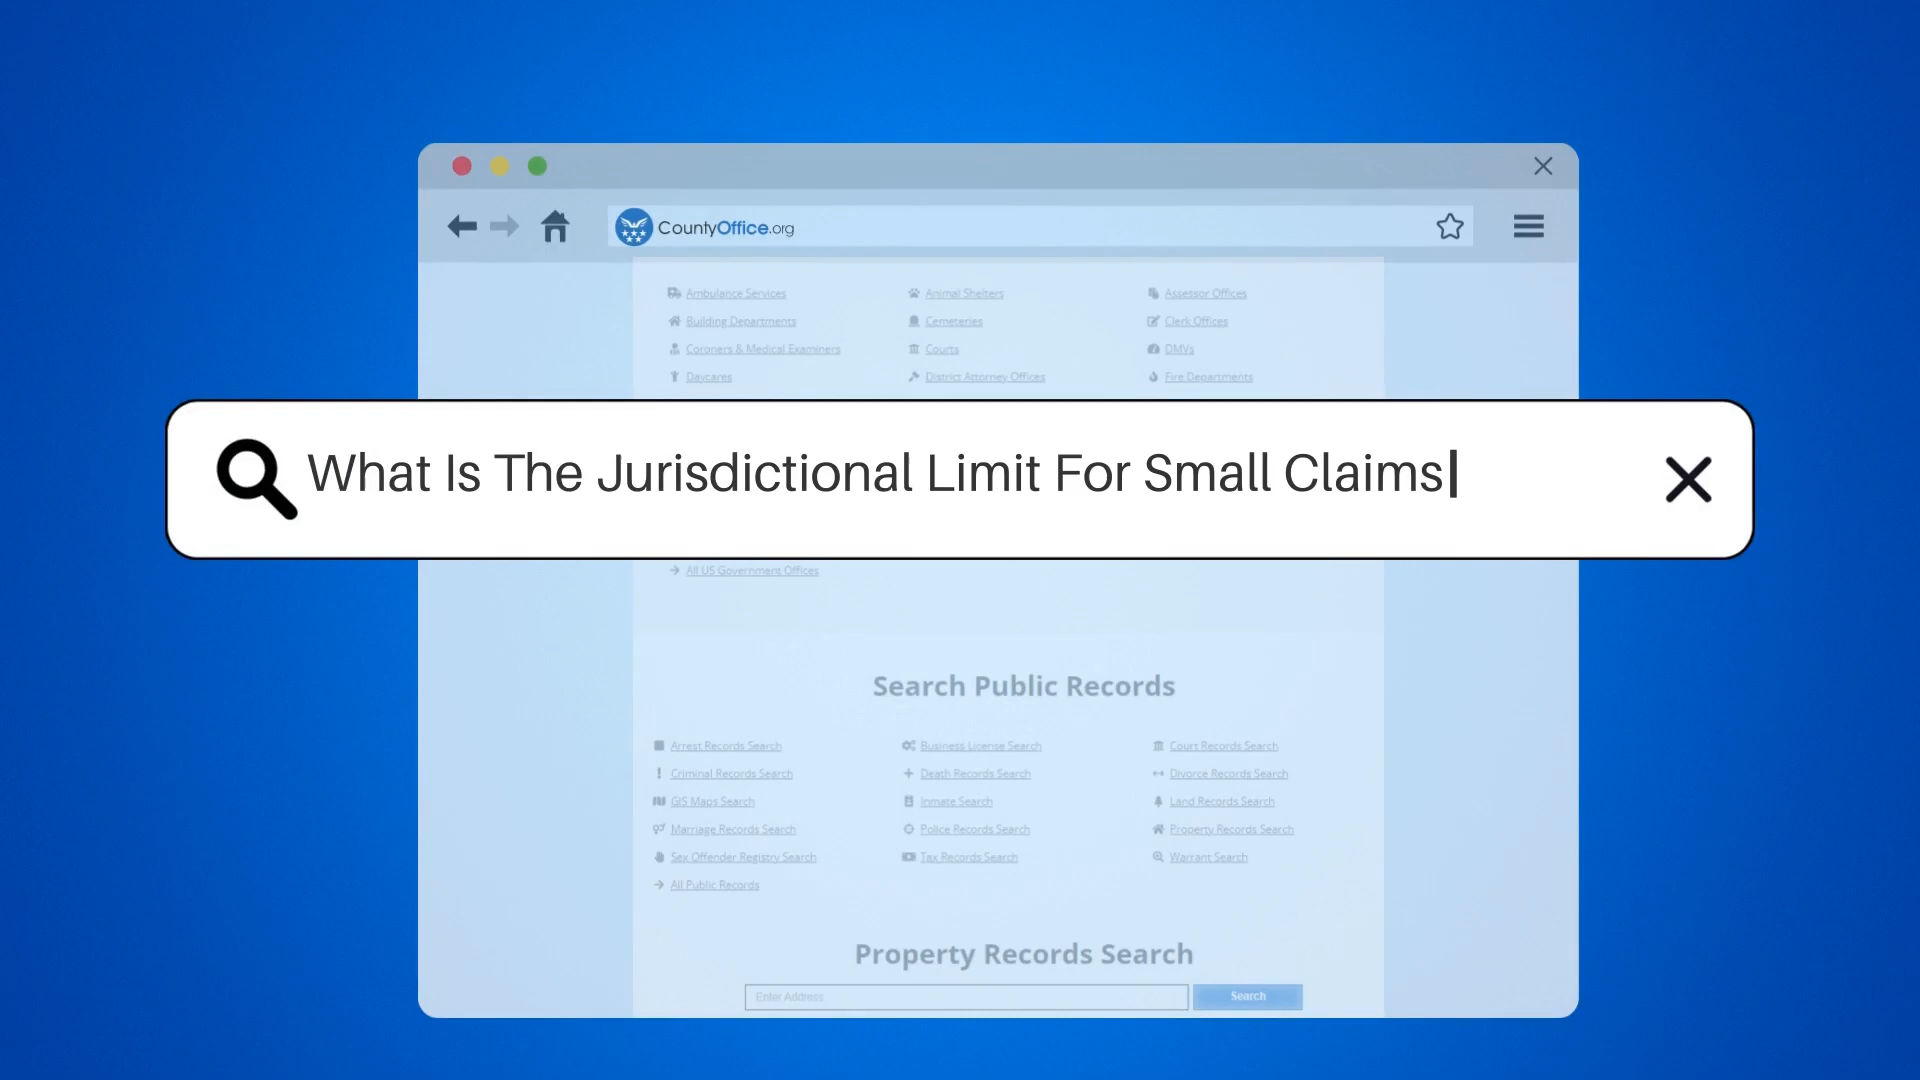 CountyOffice.org
Ambulance Services Animal Shelters Assessor Offices
Building Departments Cemeteries Clerk Offices
Coroners & Medical Examiners Courts DMVs
Daycares District Attorney Offices Fire Departments
What Is The Jurisdictional Limit For Small Claims
All US Government Offices
Search Public Records
Arrest Records Search Business License Search Court Records Search
Criminal Records Search Death Records Search Divorce Records Search
GIS Maps Search Inmate Search Land Records Search
Marriage Records Search Police Records Search Property Records Search
Sex Offender Registry Search Tax Records Search Warrant Search
All Public Records
Property Records Search
Enter Address Search